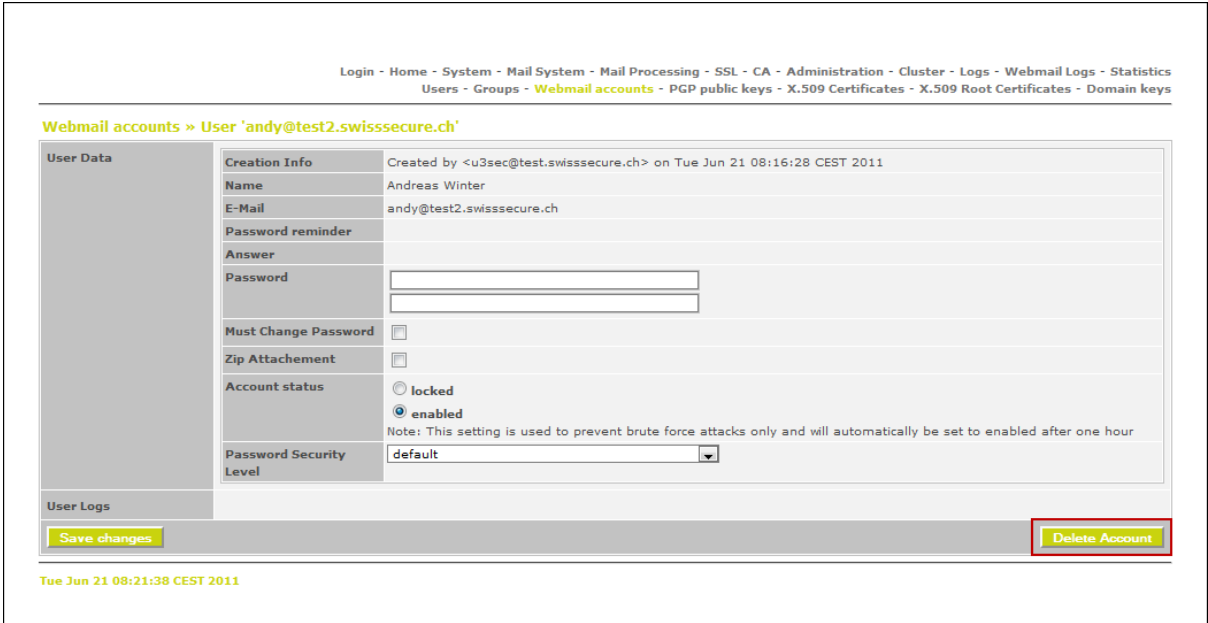 Login - Home - System - Mail System - Mail Processing - SSL - CA - Administration - Cluster - Logs - Webmail Logs - Statistics
Users - Groups - Webmail accounts - PGP public keys - X.509 Certificates - X.509 Root Certificates - Domain keys
Webmail accounts » User 'andy@test2.swisssecure.ch'
User Data
Creation Info Created by <u3sec@test.swisssecure.ch> on Tue Jun 21 08:16:28 CEST 2011
Name Andreas Winter
E-Mail andy@test2.swisssecure.ch
Password reminder
Answer
Password
Must Change Password
Zip Attachement
Account status locked
enabled
Note: This setting is used to prevent brute force attacks only and will automatically be set to enabled after one hour
Password Security default
Level
User Logs
Save changes Delete Account
Tue Jun 21 08:21:38 CEST 2011